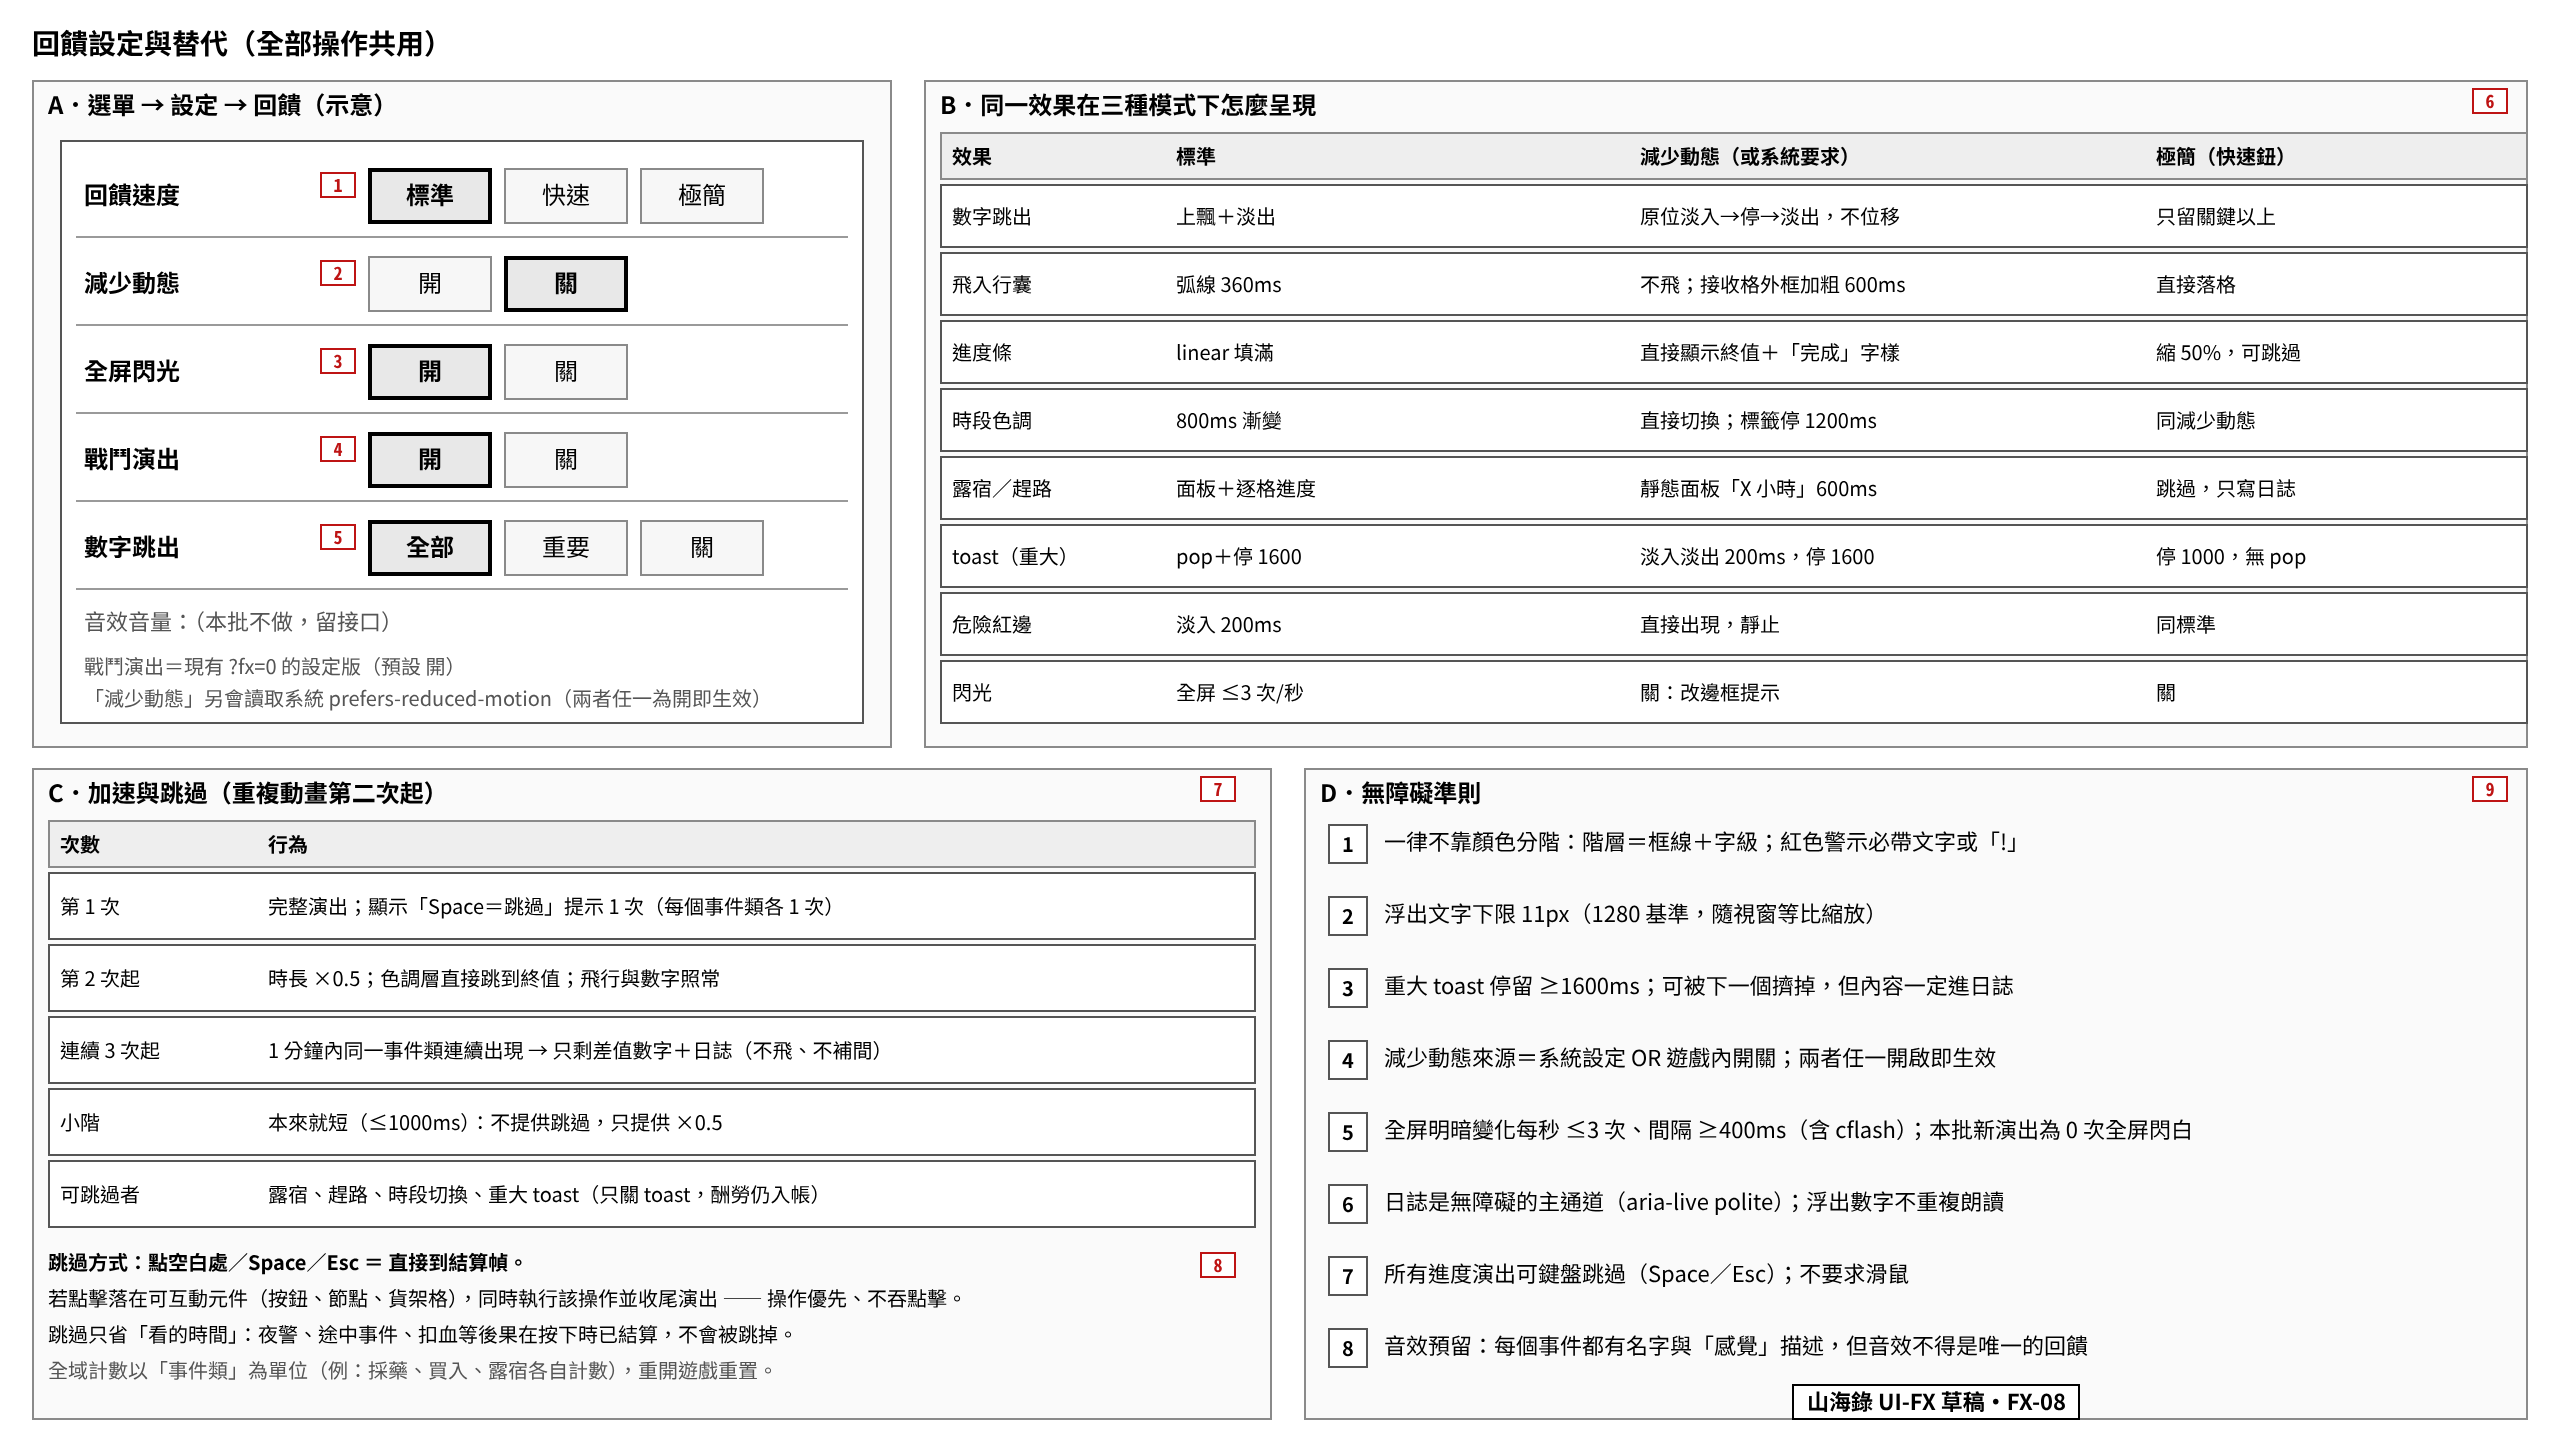 回饋設定與替代（全部操作共用）
A・選單 → 設定 → 回饋（示意）
回饋速度 1 標準 快速 極簡
減少動態 2 開 關
全屏閃光 3 開 關
戰鬥演出 4 開 關
數字跳出 5 全部 重要 關
音效音量：（本批不做，留接口）
戰鬥演出＝現有 ?fx=0 的設定版（預設 開）
「減少動態」另會讀取系統 prefers-reduced-motion（兩者任一為開即生效）
B・同一效果在三種模式下怎麼呈現 6
效果 標準 減少動態（或系統要求） 極簡（快速鈕）
數字跳出 上飄＋淡出 原位淡入→停→淡出，不位移 只留關鍵以上
飛入行囊 弧線 360ms 不飛；接收格外框加粗 600ms 直接落格
進度條 linear 填滿 直接顯示終值＋「完成」字樣 縮 50%，可跳過
時段色調 800ms 漸變 直接切換；標籤停 1200ms 同減少動態
露宿／趕路 面板＋逐格進度 靜態面板「X 小時」600ms 跳過，只寫日誌
toast（重大） pop＋停 1600 淡入淡出 200ms，停 1600 停 1000，無 pop
危險紅邊 淡入 200ms 直接出現，靜止 同標準
閃光 全屏 ≤3 次/秒 關：改邊框提示 關
C・加速與跳過（重複動畫第二次起） 7
次數 行為
第 1 次 完整演出；顯示「Space＝跳過」提示 1 次（每個事件類各 1 次）
第 2 次起 時長 ×0.5；色調層直接跳到終值；飛行與數字照常
連續 3 次起 1 分鐘內同一事件類連續出現 → 只剩差值數字＋日誌（不飛、不補間）
小階 本來就短（≤1000ms）：不提供跳過，只提供 ×0.5
可跳過者 露宿、趕路、時段切換、重大 toast（只關 toast，酬勞仍入帳）
跳過方式：點空白處／Space／Esc ＝ 直接到結算幀。 8
若點擊落在可互動元件（按鈕、節點、貨架格），同時執行該操作並收尾演出 —— 操作優先、不吞點擊。
跳過只省「看的時間」：夜警、途中事件、扣血等後果在按下時已結算，不會被跳掉。
全域計數以「事件類」為單位（例：採藥、買入、露宿各自計數），重開遊戲重置。
D・無障礙準則 9
1 一律不靠顏色分階：階層＝框線＋字級；紅色警示必帶文字或「!」
2 浮出文字下限 11px（1280 基準，隨視窗等比縮放）
3 重大 toast 停留 ≥1600ms；可被下一個擠掉，但內容一定進日誌
4 減少動態來源＝系統設定 OR 遊戲內開關；兩者任一開啟即生效
5 全屏明暗變化每秒 ≤3 次、間隔 ≥400ms（含 cflash）；本批新演出為 0 次全屏閃白
6 日誌是無障礙的主通道（aria-live polite）；浮出數字不重複朗讀
7 所有進度演出可鍵盤跳過（Space／Esc）；不要求滑鼠
8 音效預留：每個事件都有名字與「感覺」描述，但音效不得是唯一的回饋
山海錄 UI-FX 草稿・FX-08